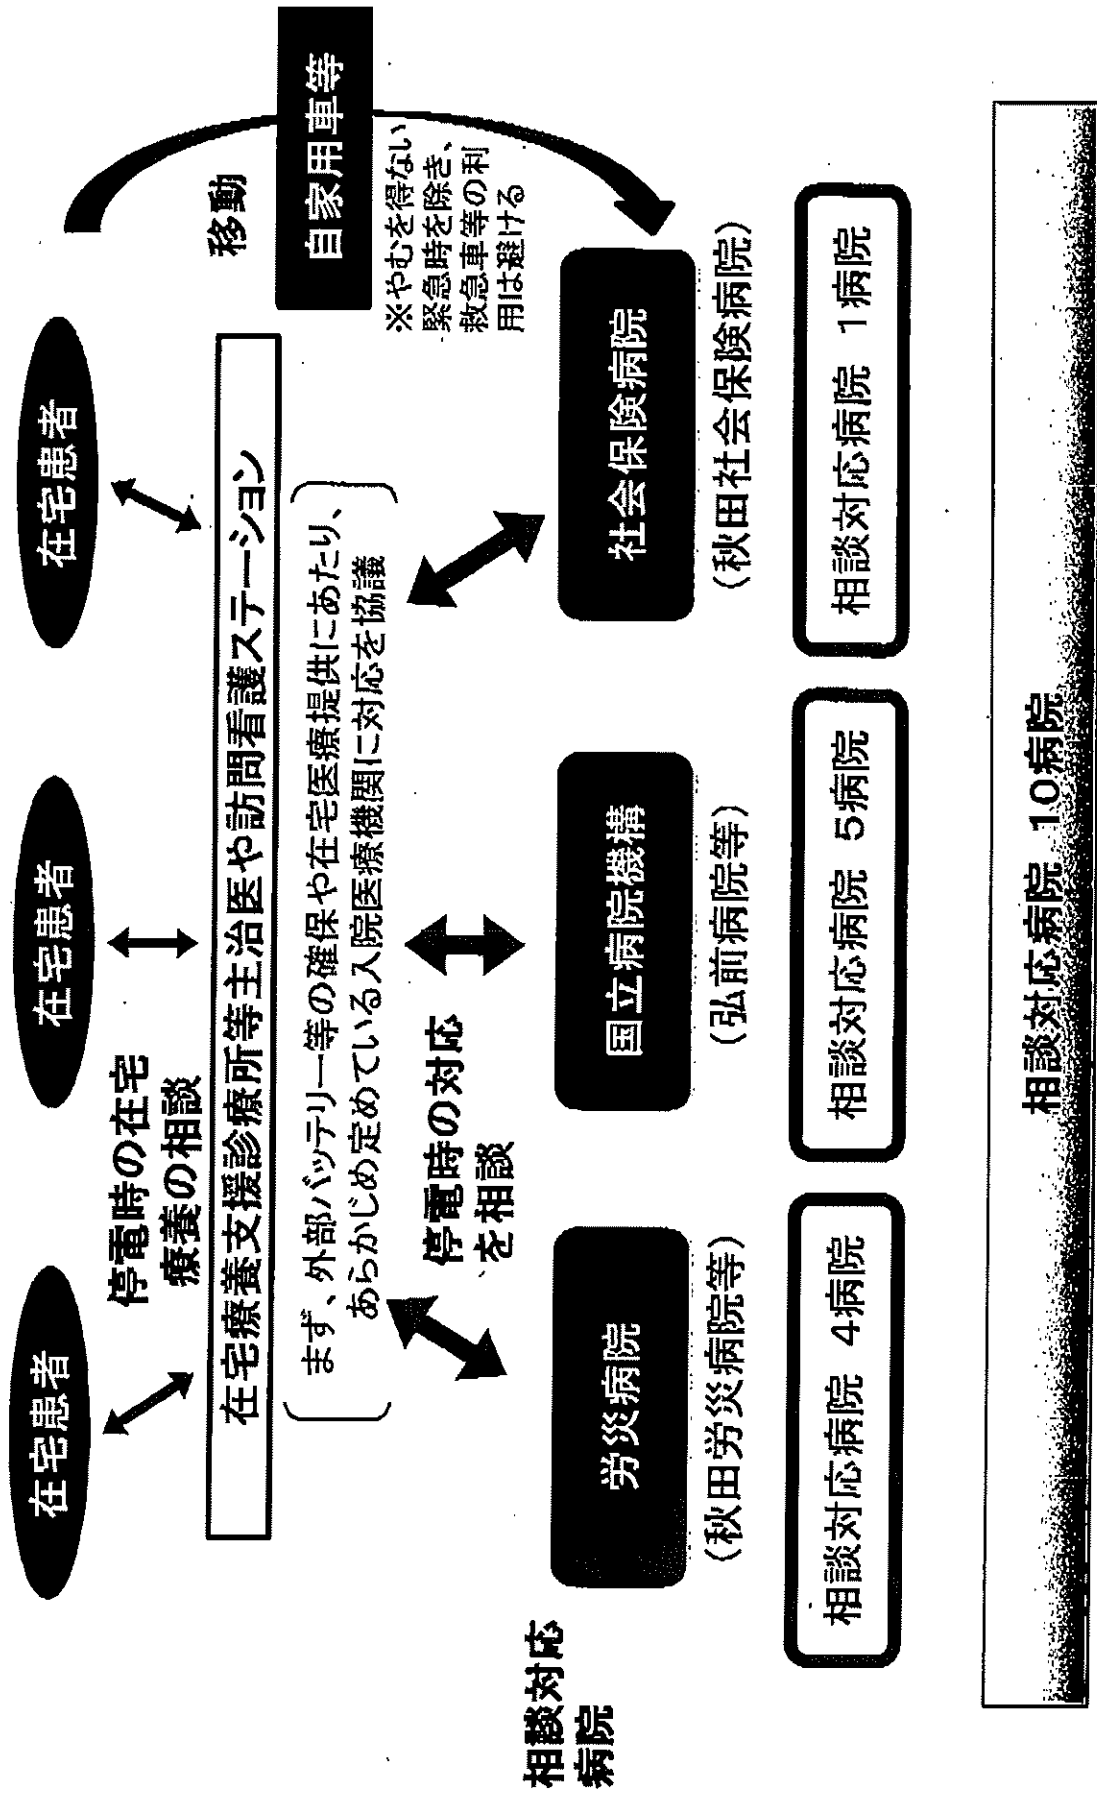 在宅患者
在宅患者
在宅患者
停電時の在宅
療養の相談
移動
自家用車等
※やむを得ない
緊急時を除き、
救急車等の利
用は避ける
在宅療養支援診療所等主治医や訪問看護ステーション
まず、外部バッテリー等の確保や在宅医療提供にあたり、
あらかじめ定めている入院医療機関に対応を協議
停電時の対応
を相談
相談対応
病院
労災病院
国立病院機構
社会保険病院
（秋田労災病院等）
（弘前病院等）
（秋田社会保険病院）
相談対応病院 4病院
相談対応病院 5病院
相談対応病院 1病院
相談対応病院 10病院